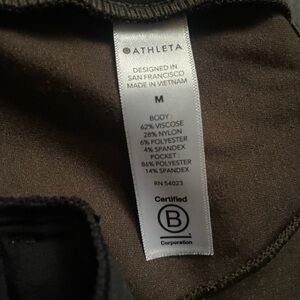 ATHLETA
DESIGNED IN
SAN FRANCISCO
MADE IN VIETNAM
M
BODY :
62% VISCOSE
28% NYLON
6% POLYESTER
4% SPANDEX
POCKET :
86% POLYESTER
14% SPANDEX
RN 54023
Certified
B
Corporation